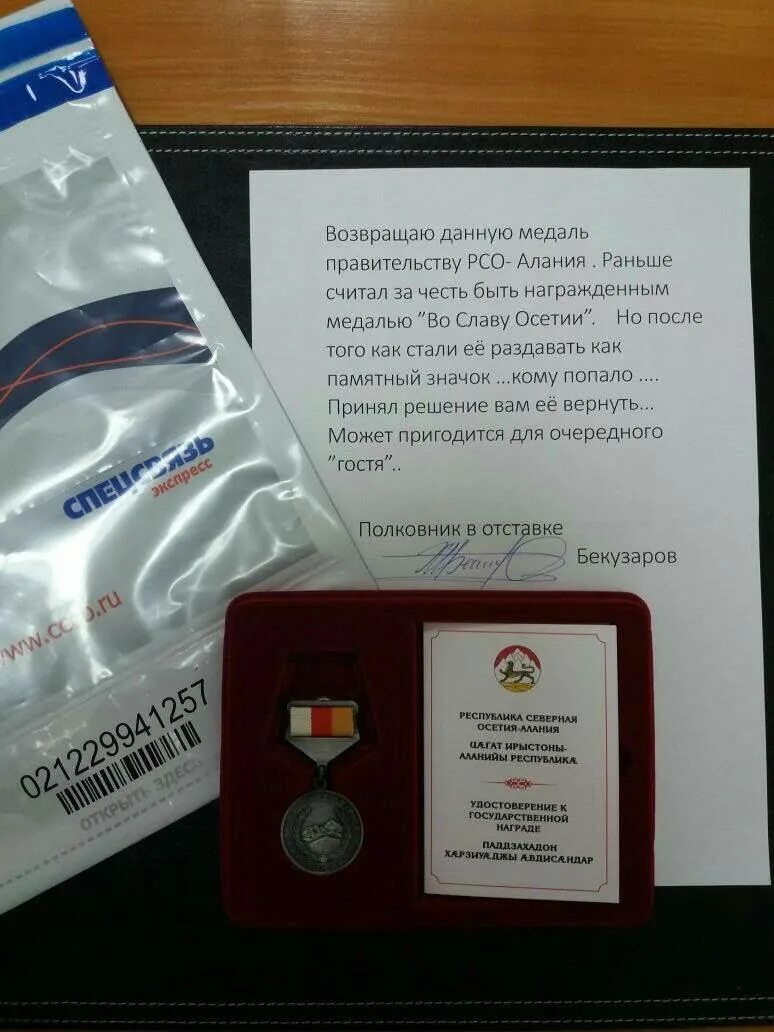 Возвращаю данную медаль
правительству РСО- Алания . Раньше
считал за честь быть награжденным
медалью "Во Славу Осетии". Но после
того как стали её раздавать как
памятный значок ...кому попало ....
Принял решение вам её вернуть...
Может пригодится для очередного
"гостя"..
Полковник в отставке
Бекузаров
СПЕЦСВЯЗЬ
экспресс
021229941257
ОТКРЫТЬ ЗДЕСЬ
РЕСПУБЛИКА СЕВЕРНАЯ
ОСЕТИЯ-АЛАНИЯ
ЦÆГАТ ИРЫСТОНЫ-
АЛАНИЙЫ РЕСПУБЛИКÆ
УДОСТОВЕРЕНИЕ К
ГОСУДАРСТВЕННОЙ
НАГРАДЕ
ПАДДЗАХАДОН
ХÆРЗИУÆДЖЫ ÆВДИСÆНДАР